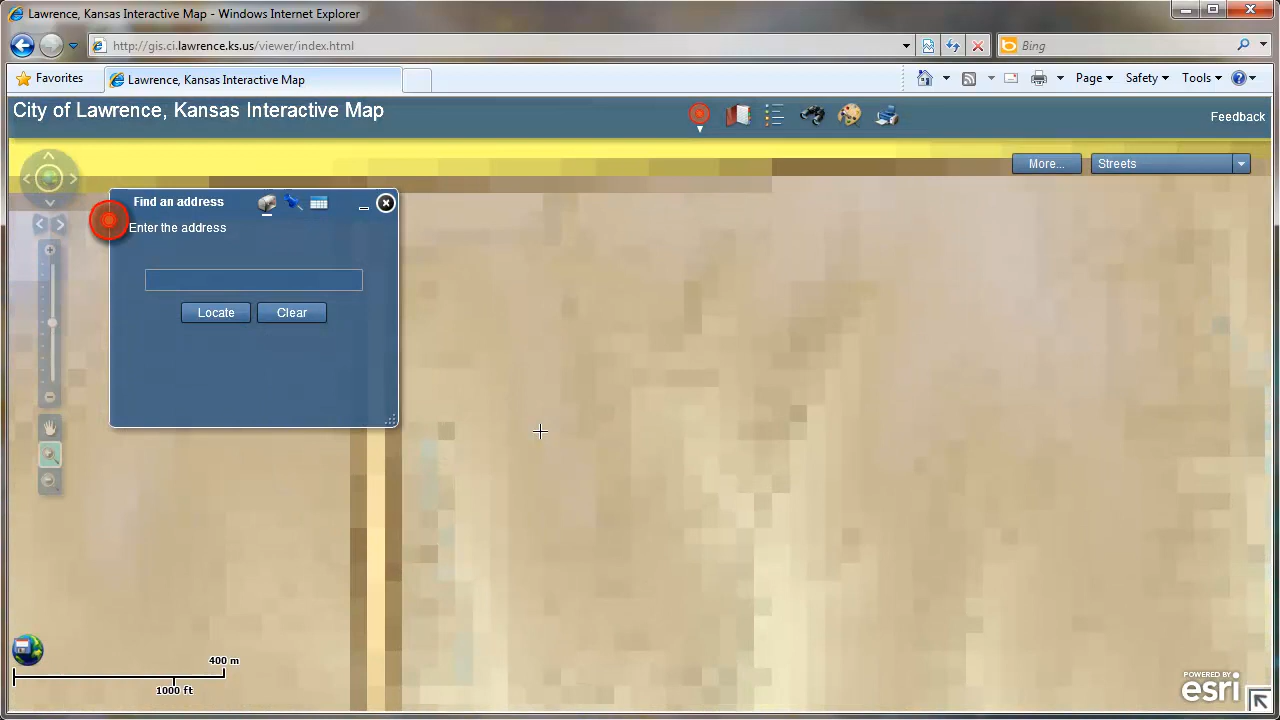 Lawrence, Kansas Interactive Map - Windows Internet Explorer
http://gis.ci.lawrence.ks.us/viewer/index.html
Bing
Favorites
Lawrence, Kansas Interactive Map
Page
Safety
Tools
City of Lawrence, Kansas Interactive Map
Feedback
More...
Streets
Find an address
Enter the address
Locate
Clear
400 m
1000 ft
POWERED BY
esri